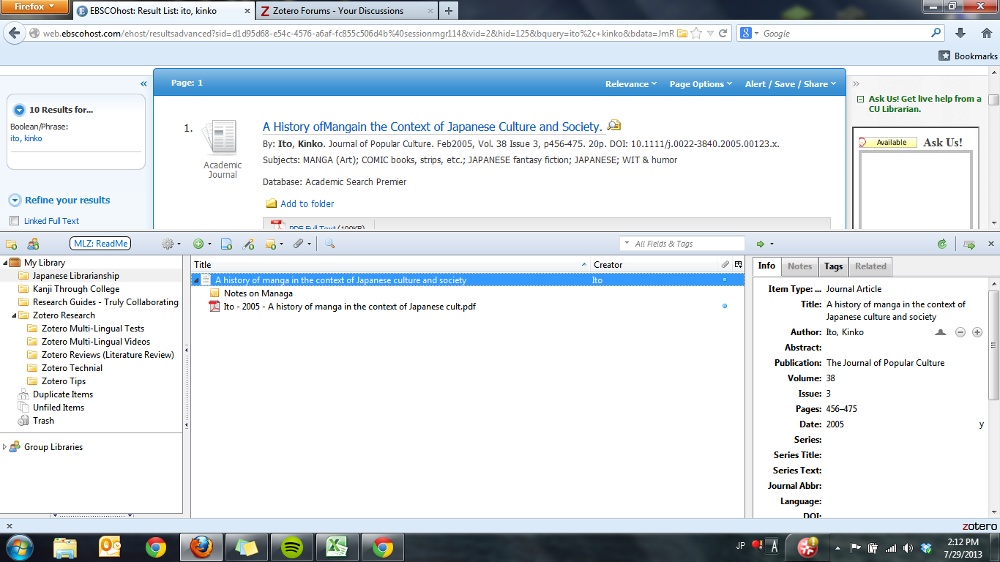 Firefox
EBSCOhost: Result List: ito, kinko
Zotero Forums - Your Discussions
web.ebscohost.com/ehost/resultsadvanced?sid=d1d95d68-e54c-4576-a6af-fc855c506d4b%40sessionmgr114&vid=2&hid=125&bquery=ito%2c+kinko&bdata=JmR
Google
Bookmarks
10 Results for...
Boolean/Phrase:
ito, kinko
Refine your results
Linked Full Text
Page: 1
Relevance
Page Options
Alert / Save / Share
1.
A History ofMangain the Context of Japanese Culture and Society.
By: Ito, Kinko. Journal of Popular Culture. Feb2005, Vol. 38 Issue 3, p456-475. 20p. DOI: 10.1111/j.0022-3840.2005.00123.x.
Subjects: MANGA (Art); COMIC books, strips, etc.; JAPANESE fantasy fiction; JAPANESE; WIT & humor
Academic
Journal
Database: Academic Search Premier
Add to folder
PDF Full Text (199KB)
Ask Us! Get live help from a
CU Librarian.
Available
Ask Us!
MLZ: ReadMe
All Fields & Tags
My Library
Japanese Librarianship
Kanji Through College
Research Guides - Truly Collaborating
Zotero Research
Zotero Multi-Lingual Tests
Zotero Multi-Lingual Videos
Zotero Reviews (Literature Review)
Zotero Technial
Zotero Tips
Duplicate Items
Unfiled Items
Trash
Group Libraries
Title
Creator
A history of manga in the context of Japanese culture and society
Ito
Notes on Managa
Ito - 2005 - A history of manga in the context of Japanese cult.pdf
Info
Notes
Tags
Related
Item Type: ... Journal Article
Title: A history of manga in the context of
Japanese culture and society
Author: Ito, Kinko
Abstract:
Publication: The Journal of Popular Culture
Volume: 38
Issue: 3
Pages: 456–475
Date: 2005 y
Series:
Series Title:
Series Text:
Journal Abbr:
Language:
DOI:
zotero
JP
A
2:12 PM
7/29/2013